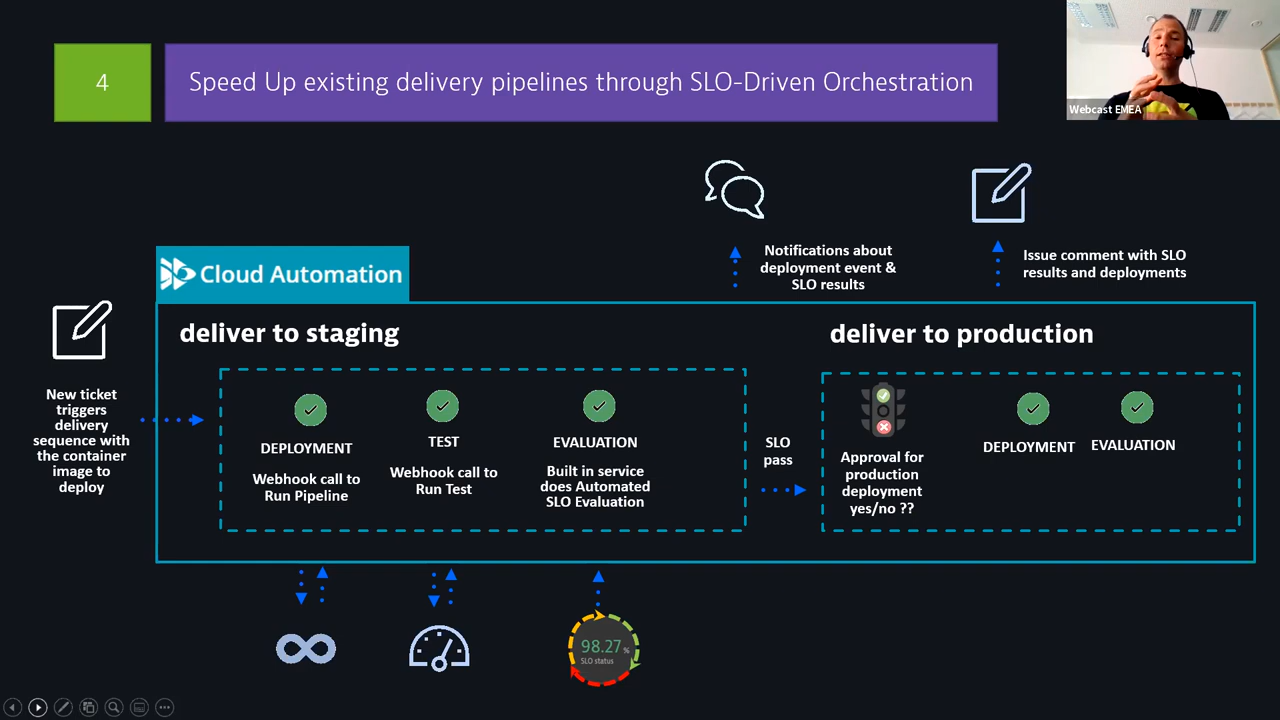 4
Speed Up existing delivery pipelines through SLO-Driven Orchestration
Webcast EMEA
Notifications about
deployment event &
SLO results
Issue comment with SLO
results and deployments
Cloud Automation
deliver to staging
deliver to production
New ticket
triggers
delivery
sequence with
the container
image to
deploy
DEPLOYMENT
Webhook call to
Run Pipeline
TEST
Webhook call to
Run Test
EVALUATION
Built in service
does Automated
SLO Evaluation
SLO
pass
Approval for
production
deployment
yes/no ??
DEPLOYMENT
EVALUATION
98.27 %
SLO status